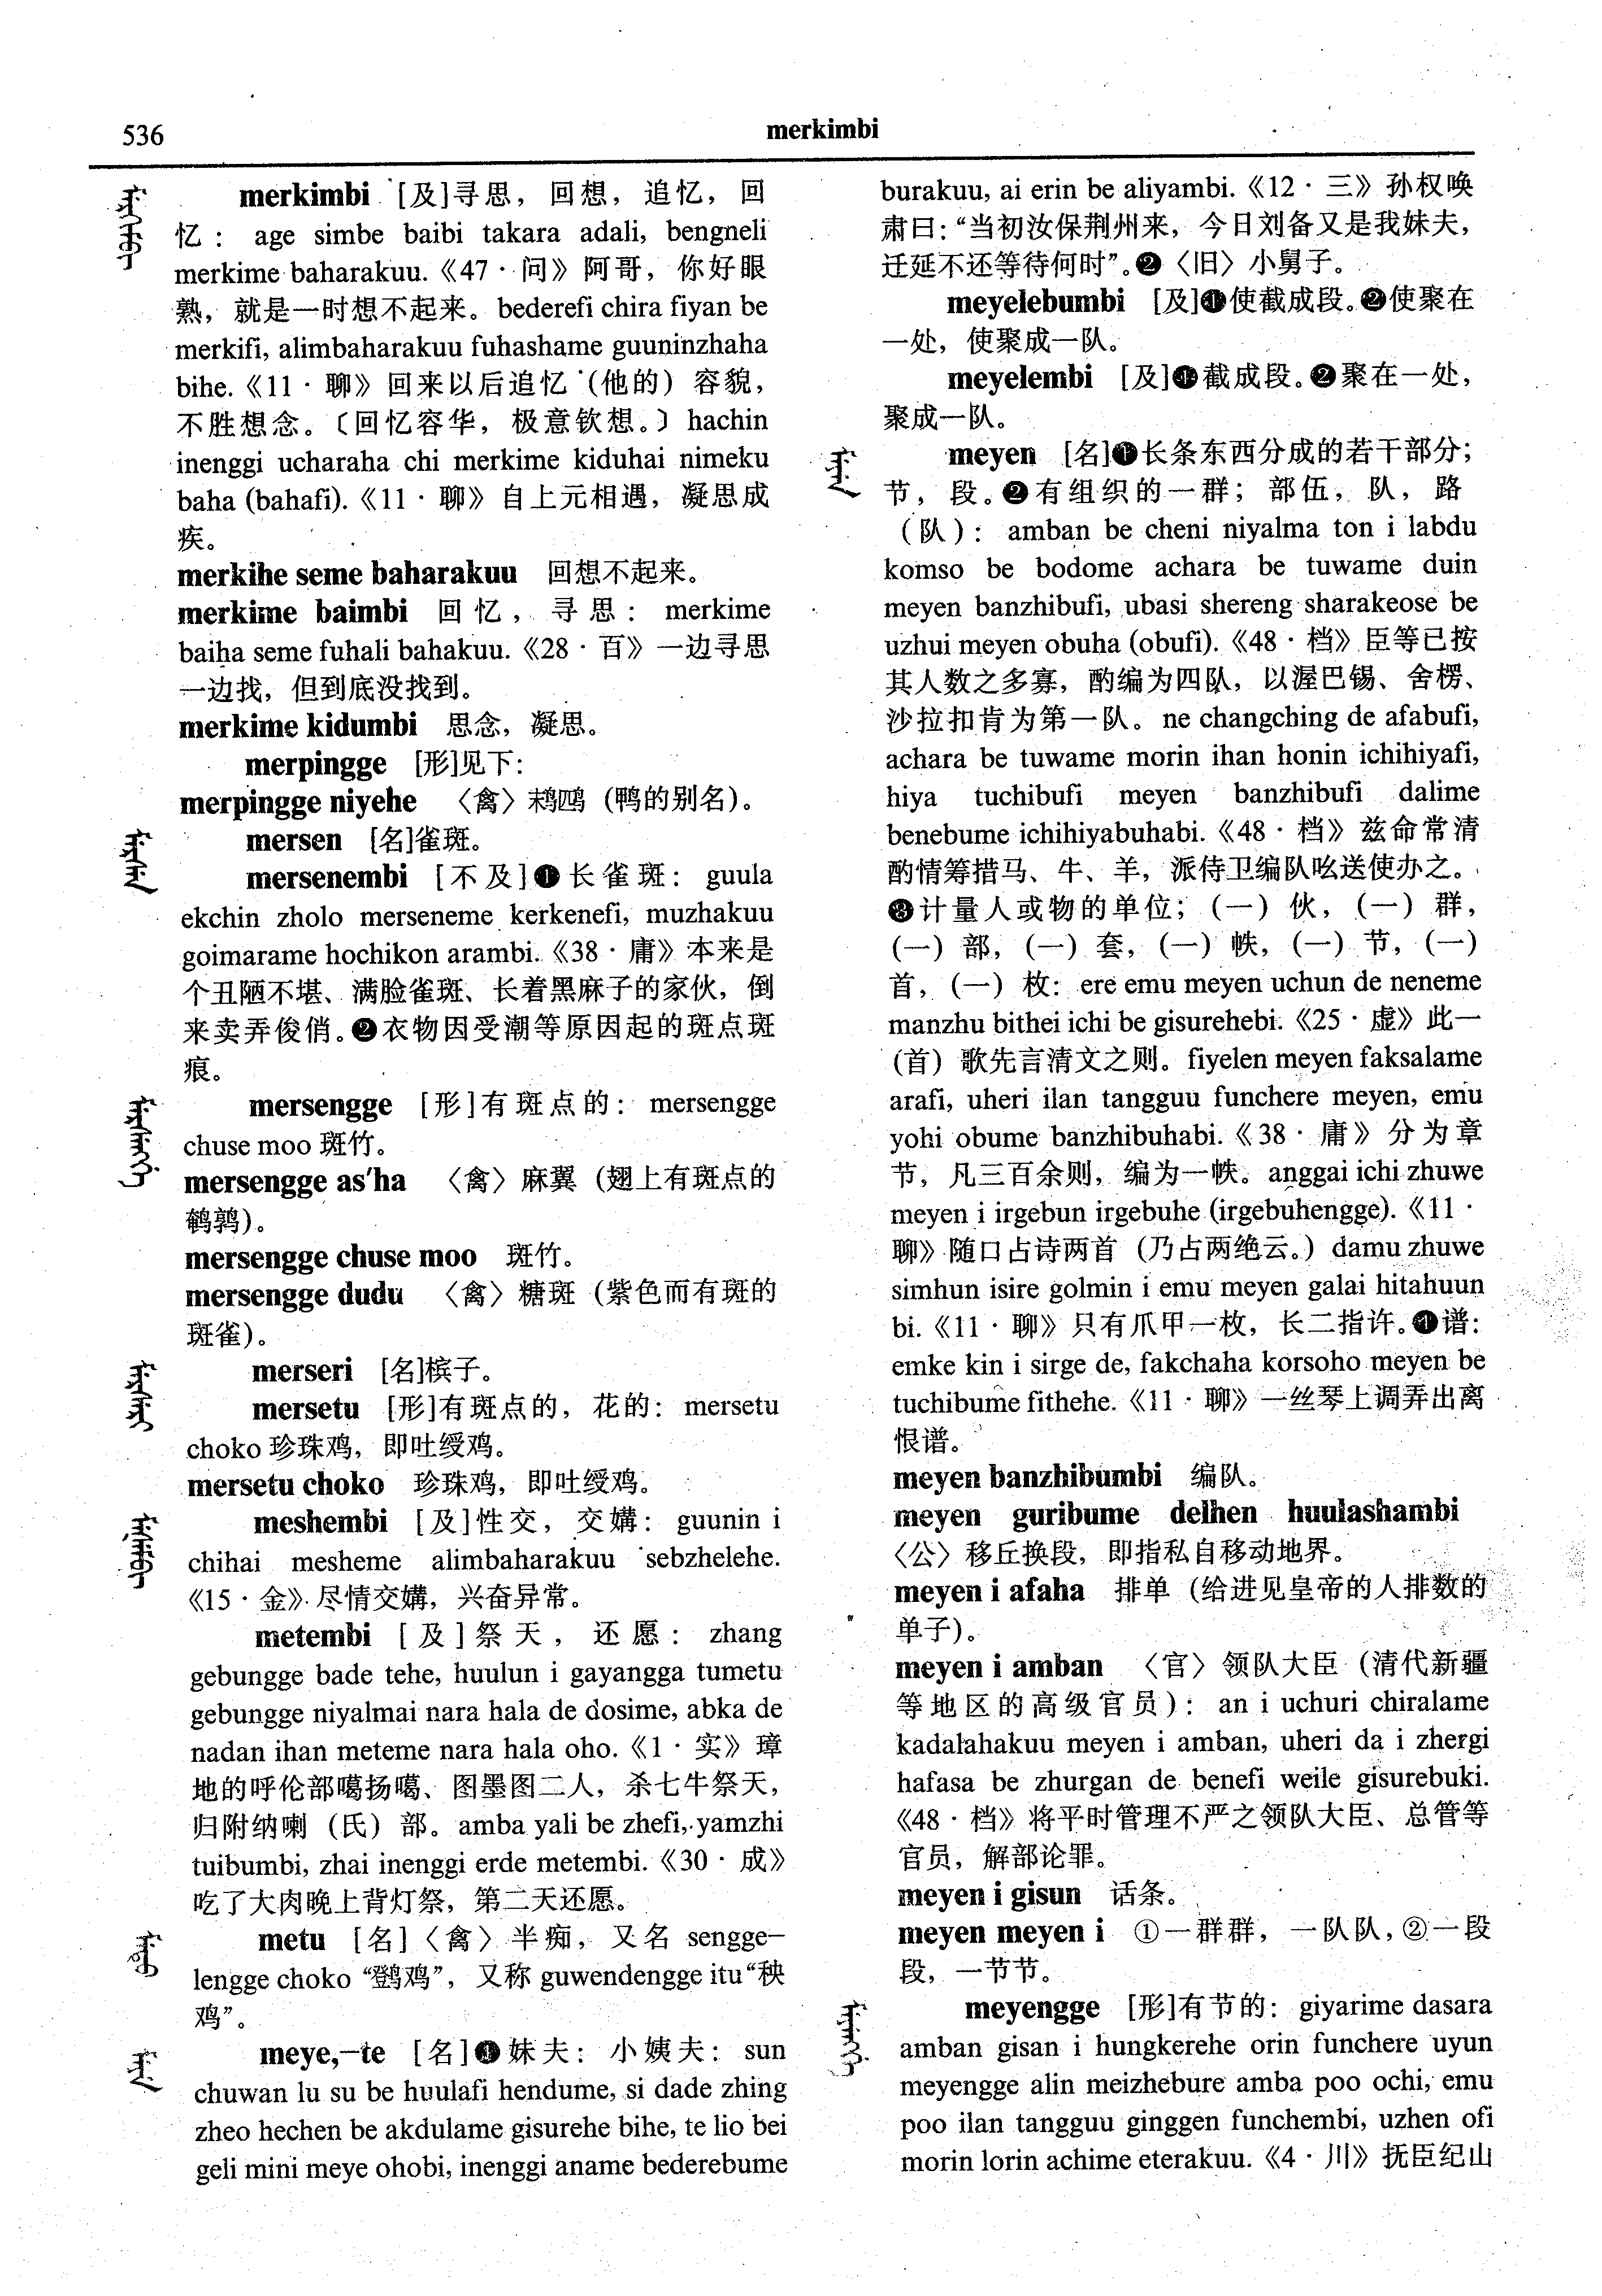 536
merkimbi
merkimbi [及]寻思，回想，追忆，回
忆：age simbe baibi takara adali, bengneli
merkime baharakuu.《47·问》阿哥，你好眼
熟，就是一时想不起来。bederefi chira fiyan be
merkifi, alimbaharakuu fuhashame guuninzhaha
bihe.《11·聊》回来以后追忆（他的）容貌，
不胜想念。〔回忆容华，极意钦想。〕hachin
inenggi ucharaha chi merkime kiduhai nimeku
baha (bahafi).《11·聊》自上元相遇，凝思成
疾。
merkihe seme baharakuu 回想不起来。
merkime baimbi 回忆，寻思：merkime
baiha seme fuhali bahakuu.《28·百》一边寻思
一边找，但到底没找到。
merkime kidumbi 思念，凝思。
merpingge [形]见下：
merpingge niyehe 〈禽〉鸫鸱（鸭的别名）。
mersen [名]雀斑。
mersenembi [不及]❶长雀斑：guula
ekchin zholo merseneme kerkenefi, muzhakuu
goimarame hochikon arambi.《38·庸》本来是
个丑陋不堪、满脸雀斑、长着黑麻子的家伙，倒
来卖弄俊俏。❷衣物因受潮等原因起的斑点斑
痕。
mersengge [形]有斑点的：mersengge
chuse moo 斑竹。
mersengge as'ha 〈禽〉麻翼（翅上有斑点的
鹌鹑）。
mersengge chuse moo 斑竹。
mersengge dudu 〈禽〉糖斑（紫色而有斑的
斑雀）。
merseri [名]槟子。
mersetu [形]有斑点的，花的：mersetu
choko 珍珠鸡，即吐绶鸡。
mersetu choko 珍珠鸡，即吐绶鸡。
meshembi [及]性交，交媾：guunin i
chihai mesheme alimbaharakuu sebzhelehe.
《15·金》尽情交媾，兴奋异常。
metembi [及]祭天，还愿：zhang
gebungge bade tehe, huulun i gayangga tumetu
gebungge niyalmai nara hala de dosime, abka de
nadan ihan meteme nara hala oho.《1·实》璋
地的呼伦部噶扬噶、图墨图二人，杀七牛祭天，
归附纳喇（氏）部。amba yali be zhefi, yamzhi
tuibumbi, zhai inenggi erde metembi.《30·成》
吃了大肉晚上背灯祭，第二天还愿。
metu [名]〈禽〉半痴，又名 sengge-
lengge choko “鹨鸡”，又称 guwendengge itu“秧
鸡”。
meye,-te [名]❶妹夫：小姨夫：sun
chuwan lu su be huulafi hendume, si dade zhing
zheo hechen be akdulame gisurehe bihe, te lio bei
geli mini meye ohobi, inenggi aname bederebume
burakuu, ai erin be aliyambi.《12·三》孙权唤
肃曰：“当初汝保荆州来，今日刘备又是我妹夫，
迁延不还等待何时”。❷〈旧〉小舅子。
meyelebumbi [及]❶使截成段。❷使聚在
一处，使聚成一队。
meyelembi [及]❶截成段。❷聚在一处，
聚成一队。
meyen [名]❶长条东西分成的若干部分；
节，段。❷有组织的一群；部伍，队，路
（队）：amban be cheni niyalma ton i labdu
komso be bodome achara be tuwame duin
meyen banzhibufi, ubasi shereng sharakeose be
uzhui meyen obuha (obufi).《48·档》臣等已按
其人数之多寡，酌编为四队，以渥巴锡、舍楞、
沙拉扣肯为第一队。ne changching de afabufi,
achara be tuwame morin ihan honin ichihiyafi,
hiya tuchibufi meyen banzhibufi dalime
benebume ichihiyabuhabi.《48·档》兹命常清
酌情筹措马、牛、羊，派侍卫编队吆送使办之。
❸计量人或物的单位；（一）伙，（一）群，
（一）部，（一）套，（一）帙，（一）节，（一）
首，（一）枚：ere emu meyen uchun de neneme
manzhu bithei ichi be gisurehebi.《25·虚》此一
（首）歌先言清文之则。fiyelen meyen faksalame
arafi, uheri ilan tangguu funchere meyen, emu
yohi obume banzhibuhabi.《38·庸》分为章
节，凡三百余则，编为一帙。anggai ichi zhuwe
meyen i irgebun irgebuhe (irgebuhengge).《11·
聊》随口占诗两首（乃占两绝云。）damu zhuwe
simhun isire golmin i emu meyen galai hitahuun
bi.《11·聊》只有爪甲一枚，长二指许。❹谱：
emke kin i sirge de, fakchaha korsoho meyen be
tuchibume fithehe.《11·聊》一丝琴上调弄出离
恨谱。
meyen banzhibumbi 编队。
meyen guribume delhen huulashambi
〈公〉移丘换段，即指私自移动地界。
meyen i afaha 排单（给进见皇帝的人排数的
单子）。
meyen i amban 〈官〉领队大臣（清代新疆
等地区的高级官员）：an i uchuri chiralame
kadalahakuu meyen i amban, uheri da i zhergi
hafasa be zhurgan de benefi weile gisurebuki.
《48·档》将平时管理不严之领队大臣、总管等
官员，解部论罪。
meyen i gisun 话条。
meyen meyen i ①一群群，一队队，②一段
段，一节节。
meyengge [形]有节的：giyarime dasara
amban gisan i hungkerehe orin funchere uyun
meyengge alin meizhebure amba poo ochi, emu
poo ilan tangguu ginggen funchembi, uzhen ofi
morin lorin achime eterakuu.《4·川》抚臣纪山